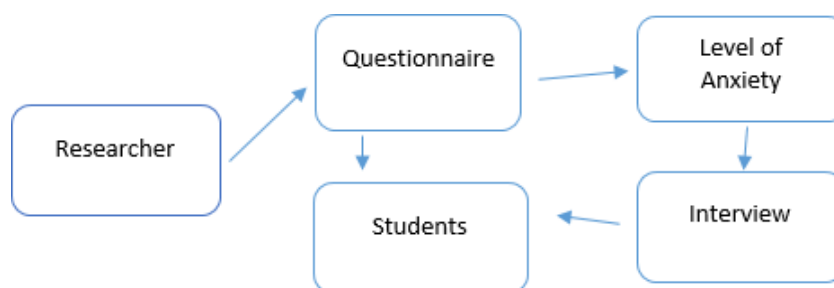 Questionnaire
Level of
Anxiety
Researcher
Students
Interview